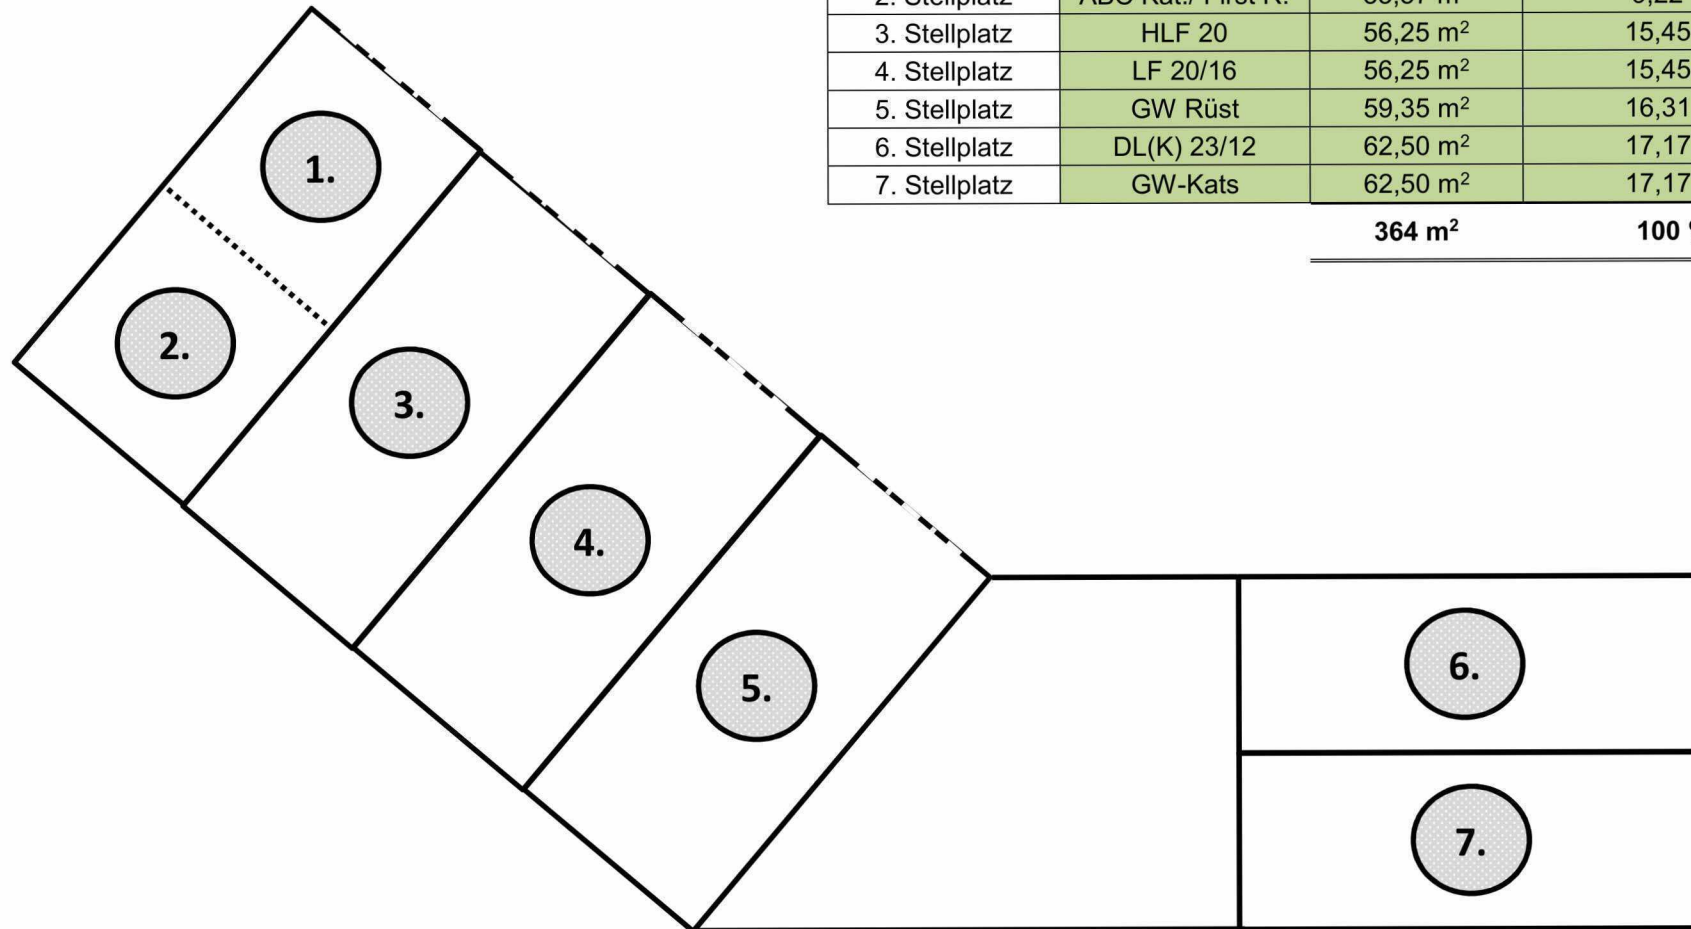 2. Stellplatz
3. Stellplatz HLF 20 56,25 m² 15,45
4. Stellplatz LF 20/16 56,25 m² 15,45
5. Stellplatz GW Rüst 59,35 m² 16,31
6. Stellplatz DL(K) 23/12 62,50 m² 17,17
7. Stellplatz GW-Kats 62,50 m² 17,17
364 m² 100
1.
2.
3.
4.
5.
6.
7.